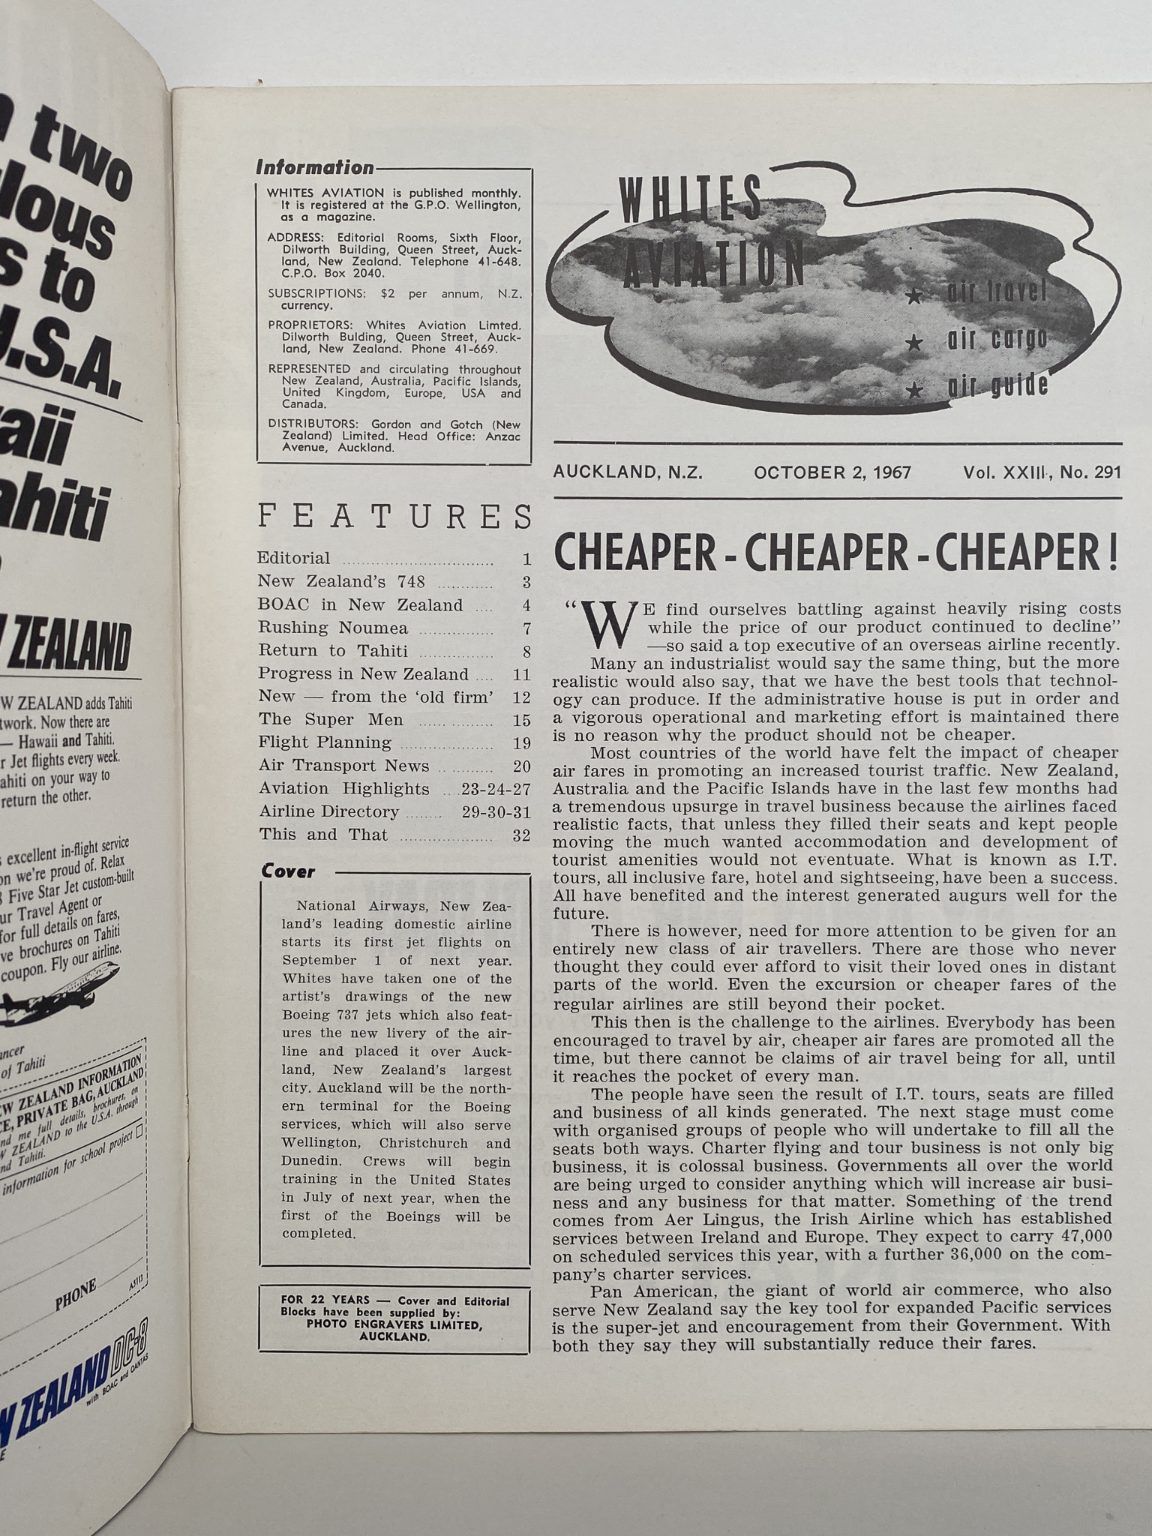 two
lous
s to
U.S.A.
aii
ahiti
ZEALAND
W ZEALAND adds Tahiti
twork. Now there are
— Hawaii and Tahiti.
r Jet flights every week.
ahiti on your way to
return the other.
excellent in-flight service
on we're proud of. Relax
Five Star Jet custom-built
ur Travel Agent or
for full details on fares,
ve brochures on Tahiti
coupon. Fly our airline.
of Tahiti
W ZEALAND INFORMATION
CE, PRIVATE BAG, AUCKLAND
nd me full details, brochures, on
W ZEALAND to the U.S.A. through
nd Tahiti.
information for school project
PHONE
ZEALAND DC-8
with BOAC and QANTAS
Information
WHITES AVIATION is published monthly.
It is registered at the G.P.O. Wellington,
as a magazine.
ADDRESS: Editorial Rooms, Sixth Floor,
Dilworth Building, Queen Street, Auck-
land, New Zealand. Telephone 41-648.
C.P.O. Box 2040.
SUBSCRIPTIONS: $2 per annum, N.Z.
currency.
PROPRIETORS: Whites Aviation Limted.
Dilworth Bulding, Queen Street, Auck-
land, New Zealand. Phone 41-669.
REPRESENTED and circulating throughout
New Zealand, Australia, Pacific Islands,
United Kingdom, Europe, USA and
Canada.
DISTRIBUTORS: Gordon and Gotch (New
Zealand) Limited. Head Office: Anzac
Avenue, Auckland.
FEATURES
Editorial ............ 1
New Zealand's 748 ............ 3
BOAC in New Zealand .... 4
Rushing Noumea ............ 7
Return to Tahiti ............ 8
Progress in New Zealand .... 11
New — from the 'old firm' 12
The Super Men ............ 15
Flight Planning ............ 19
Air Transport News ............ 20
Aviation Highlights .... 23-24-27
Airline Directory ........ 29-30-31
This and That ............ 32
Cover
National Airways, New Zea-
land's leading domestic airline
starts its first jet flights on
September 1 of next year.
Whites have taken one of the
artist's drawings of the new
Boeing 737 jets which also feat-
ures the new livery of the air-
line and placed it over Auck-
land, New Zealand's largest
city. Auckland will be the north-
ern terminal for the Boeing
services, which will also serve
Wellington, Christchurch and
Dunedin. Crews will begin
training in the United States
in July of next year, when the
first of the Boeings will be
completed.
FOR 22 YEARS — Cover and Editorial
Blocks have been supplied by:
PHOTO ENGRAVERS LIMITED,
AUCKLAND.
WHITES
AVIATION
★ air travel
★ air cargo
★ air guide
AUCKLAND, N.Z. OCTOBER 2, 1967 Vol. XXIII, No. 291
CHEAPER - CHEAPER - CHEAPER !
"WE find ourselves battling against heavily rising costs
while the price of our product continued to decline"
—so said a top executive of an overseas airline recently.
Many an industrialist would say the same thing, but the more
realistic would also say, that we have the best tools that technol-
ogy can produce. If the administrative house is put in order and
a vigorous operational and marketing effort is maintained there
is no reason why the product should not be cheaper.
Most countries of the world have felt the impact of cheaper
air fares in promoting an increased tourist traffic. New Zealand,
Australia and the Pacific Islands have in the last few months had
a tremendous upsurge in travel business because the airlines faced
realistic facts, that unless they filled their seats and kept people
moving the much wanted accommodation and development of
tourist amenities would not eventuate. What is known as I.T.
tours, all inclusive fare, hotel and sightseeing, have been a success.
All have benefited and the interest generated augurs well for the
future.
There is however, need for more attention to be given for an
entirely new class of air travellers. There are those who never
thought they could ever afford to visit their loved ones in distant
parts of the world. Even the excursion or cheaper fares of the
regular airlines are still beyond their pocket.
This then is the challenge to the airlines. Everybody has been
encouraged to travel by air, cheaper air fares are promoted all the
time, but there cannot be claims of air travel being for all, until
it reaches the pocket of every man.
The people have seen the result of I.T. tours, seats are filled
and business of all kinds generated. The next stage must come
with organised groups of people who will undertake to fill all the
seats both ways. Charter flying and tour business is not only big
business, it is colossal business. Governments all over the world
are being urged to consider anything which will increase air busi-
ness and any business for that matter. Something of the trend
comes from Aer Lingus, the Irish Airline which has established
services between Ireland and Europe. They expect to carry 47,000
on scheduled services this year, with a further 36,000 on the com-
pany's charter services.
Pan American, the giant of world air commerce, who also
serve New Zealand say the key tool for expanded Pacific services
is the super-jet and encouragement from their Government. With
both they say they will substantially reduce their fares.